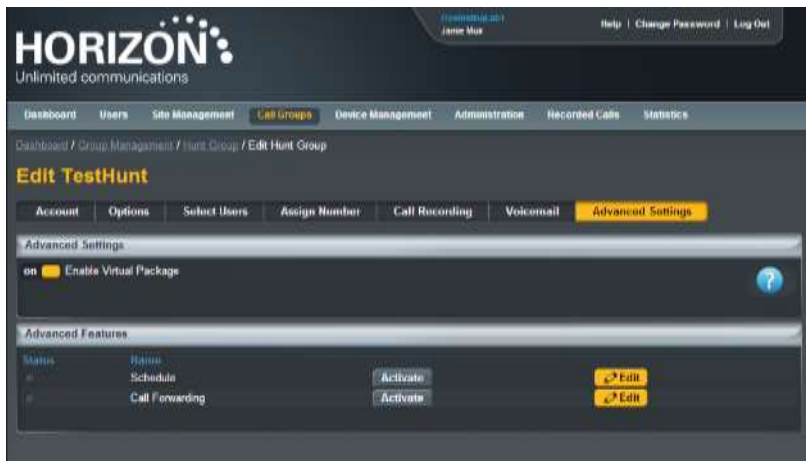 HORIZON
Unlimited communications
Jamie Mux
Help | Change Password | Log Out
Dashboard Users Site Management Call Groups Device Management Administration Recorded Calls Statistics
Dashboard / Group Management / Hunt Group / Edit Hunt Group
Edit TestHunt
Account Options Select Users Assign Number Call Recording Voicemail Advanced Settings
Advanced Settings
on Enable Virtual Package
?
Advanced Features
Status Name
Schedule Activate Edit
Call Forwarding Activate Edit